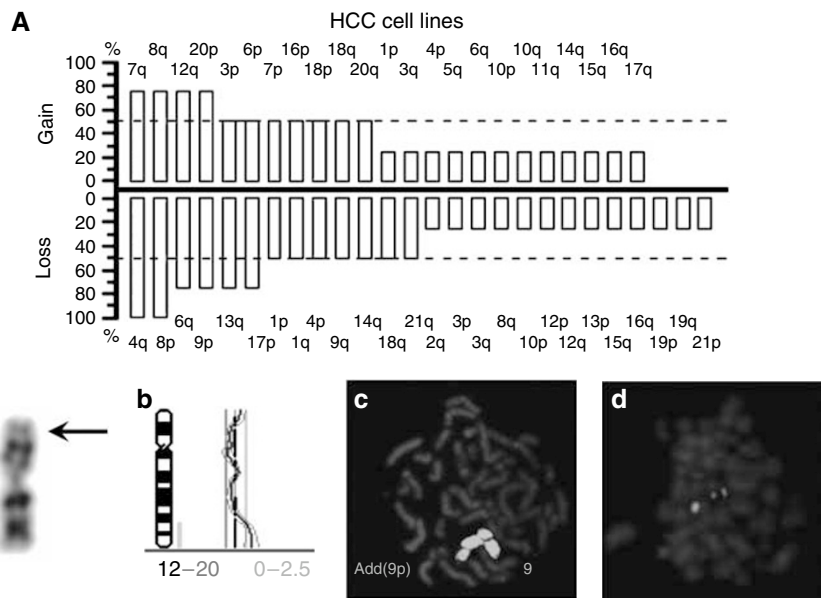 A
HCC cell lines
% 8q 20p 6p 16p 18q 1p 4p 6q 10q 14q 16q
7q 12q 3p 7p 18p 20q 3q 5q 10p 11q 15q 17q
100
80
60
40
20
0
Gain
0
20
40
60
80
100
Loss
6q 13q 1p 4p 14q 21q 3p 8q 12p 13p 16q 19q
% 4q 8p 9p 17p 1q 9q 18q 2q 3q 10p 12q 15q 19p 21p
b
12–20
0–2.5
c
Add(9p)
9
d